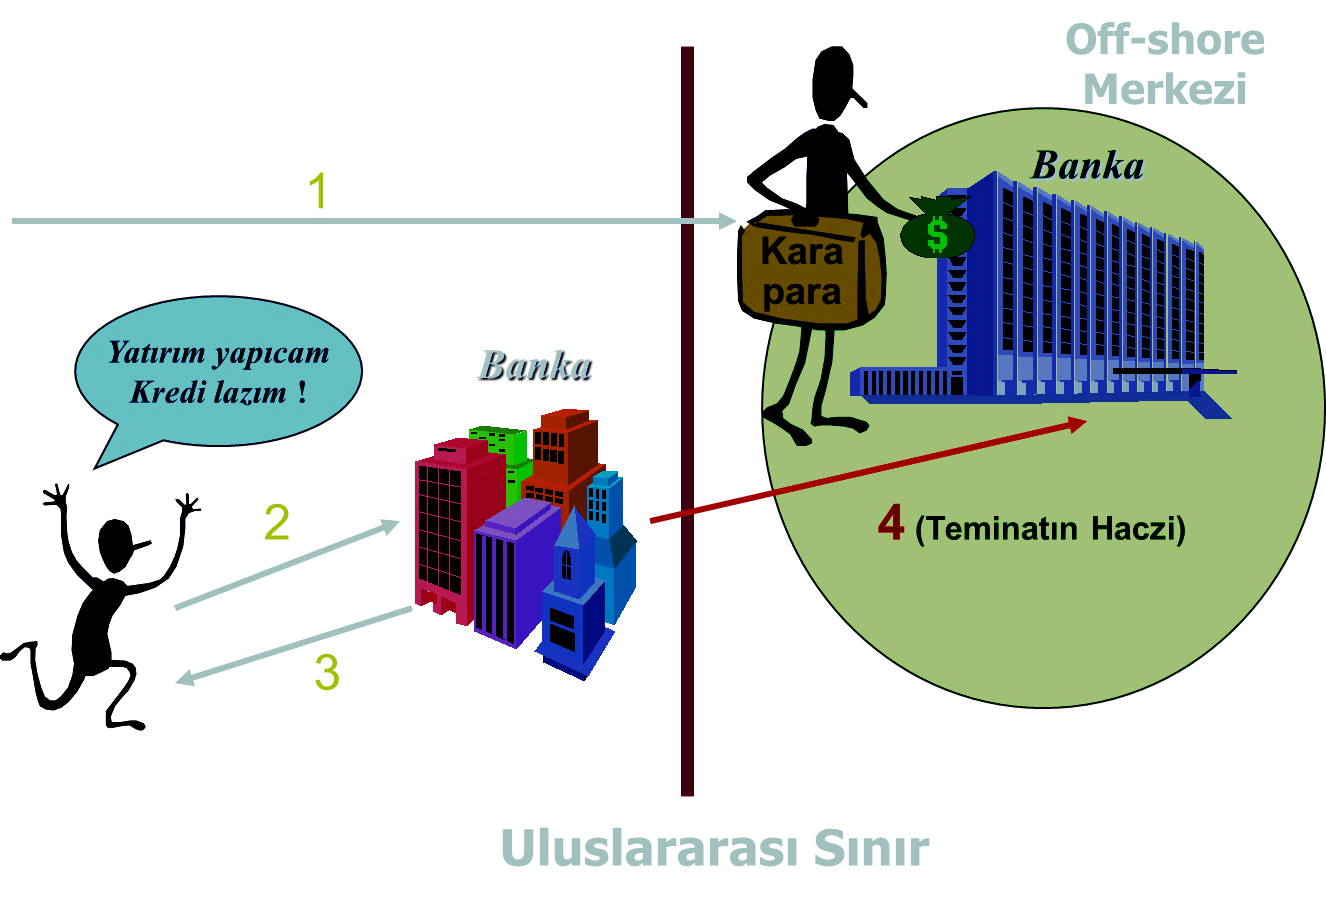 Off-shore
Merkezi
Banka
1
$
Kara
para
Yatırım yapıcam
Kredi lazım !
Banka
2
4 (Teminatın Haczi)
3
Uluslararası Sınır